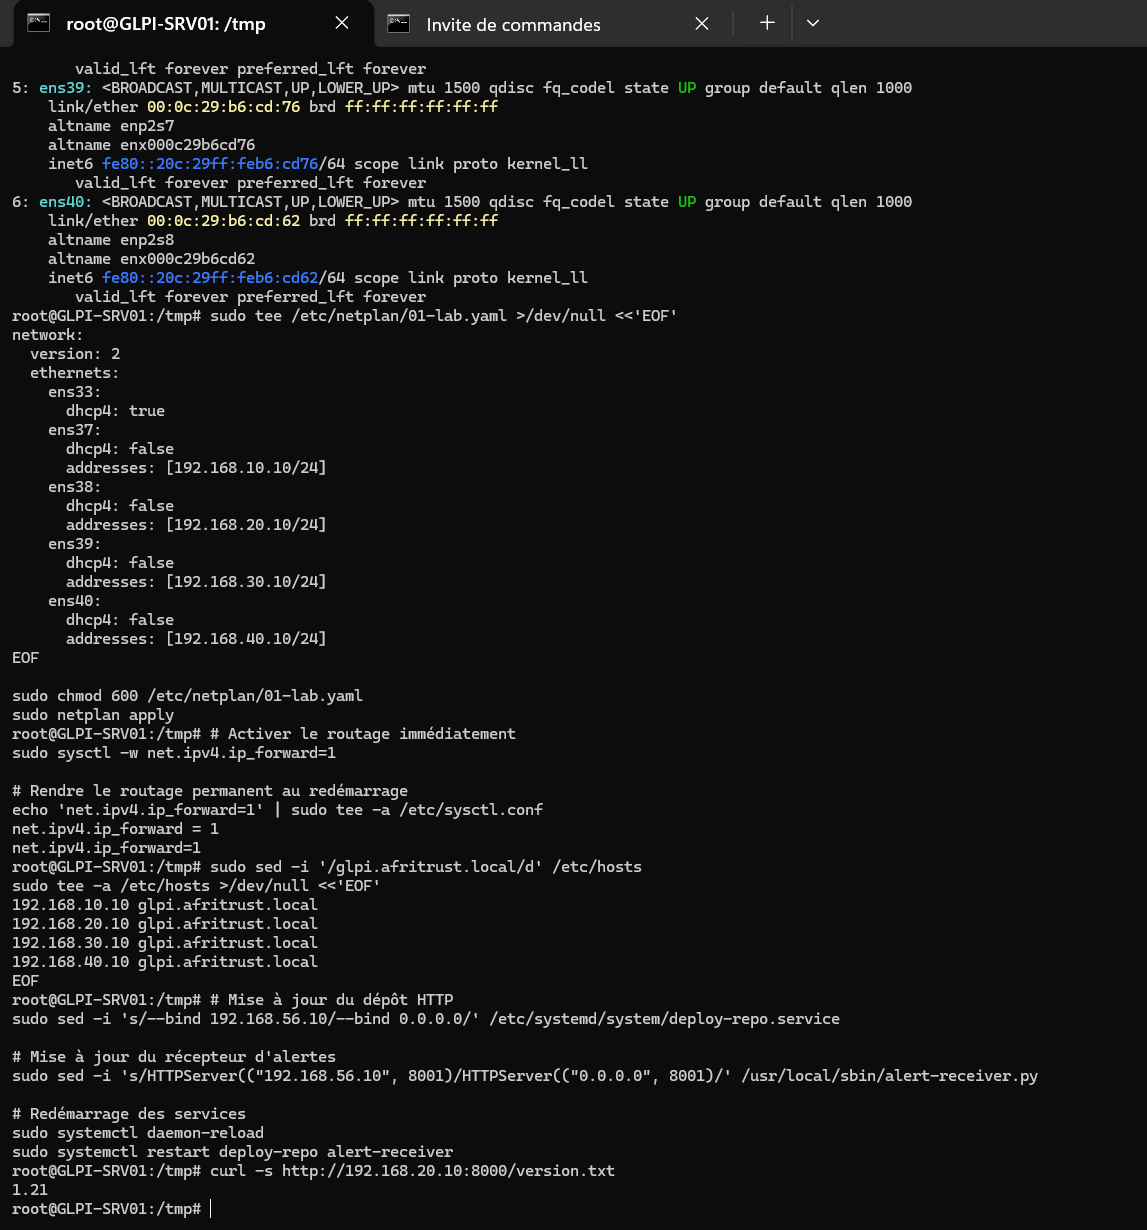 root@GLPI-SRV01: /tmp
Invite de commandes
       valid_lft forever preferred_lft forever
5: ens39: <BROADCAST,MULTICAST,UP,LOWER_UP> mtu 1500 qdisc fq_codel state UP group default qlen 1000
    link/ether 00:0c:29:b6:cd:76 brd ff:ff:ff:ff:ff:ff
    altname enp2s7
    altname enx000c29b6cd76
    inet6 fe80::20c:29ff:feb6:cd76/64 scope link proto kernel_ll
       valid_lft forever preferred_lft forever
6: ens40: <BROADCAST,MULTICAST,UP,LOWER_UP> mtu 1500 qdisc fq_codel state UP group default qlen 1000
    link/ether 00:0c:29:b6:cd:62 brd ff:ff:ff:ff:ff:ff
    altname enp2s8
    altname enx000c29b6cd62
    inet6 fe80::20c:29ff:feb6:cd62/64 scope link proto kernel_ll
       valid_lft forever preferred_lft forever
root@GLPI-SRV01:/tmp# sudo tee /etc/netplan/01-lab.yaml >/dev/null <<'EOF'
network:
  version: 2
  ethernets:
    ens33:
      dhcp4: true
    ens37:
      dhcp4: false
      addresses: [192.168.10.10/24]
    ens38:
      dhcp4: false
      addresses: [192.168.20.10/24]
    ens39:
      dhcp4: false
      addresses: [192.168.30.10/24]
    ens40:
      dhcp4: false
      addresses: [192.168.40.10/24]
EOF

sudo chmod 600 /etc/netplan/01-lab.yaml
sudo netplan apply
root@GLPI-SRV01:/tmp# # Activer le routage immédiatement
sudo sysctl -w net.ipv4.ip_forward=1

# Rendre le routage permanent au redémarrage
echo 'net.ipv4.ip_forward=1' | sudo tee -a /etc/sysctl.conf
net.ipv4.ip_forward = 1
net.ipv4.ip_forward=1
root@GLPI-SRV01:/tmp# sudo sed -i '/glpi.afritrust.local/d' /etc/hosts
sudo tee -a /etc/hosts >/dev/null <<'EOF'
192.168.10.10 glpi.afritrust.local
192.168.20.10 glpi.afritrust.local
192.168.30.10 glpi.afritrust.local
192.168.40.10 glpi.afritrust.local
EOF
root@GLPI-SRV01:/tmp# # Mise à jour du dépôt HTTP
sudo sed -i 's/--bind 192.168.56.10/--bind 0.0.0.0/' /etc/systemd/system/deploy-repo.service

# Mise à jour du récepteur d'alertes
sudo sed -i 's/HTTPServer(("192.168.56.10", 8001)/HTTPServer(("0.0.0.0", 8001)/' /usr/local/sbin/alert-receiver.py

# Redémarrage des services
sudo systemctl daemon-reload
sudo systemctl restart deploy-repo alert-receiver
root@GLPI-SRV01:/tmp# curl -s http://192.168.20.10:8000/version.txt
1.21
root@GLPI-SRV01:/tmp#